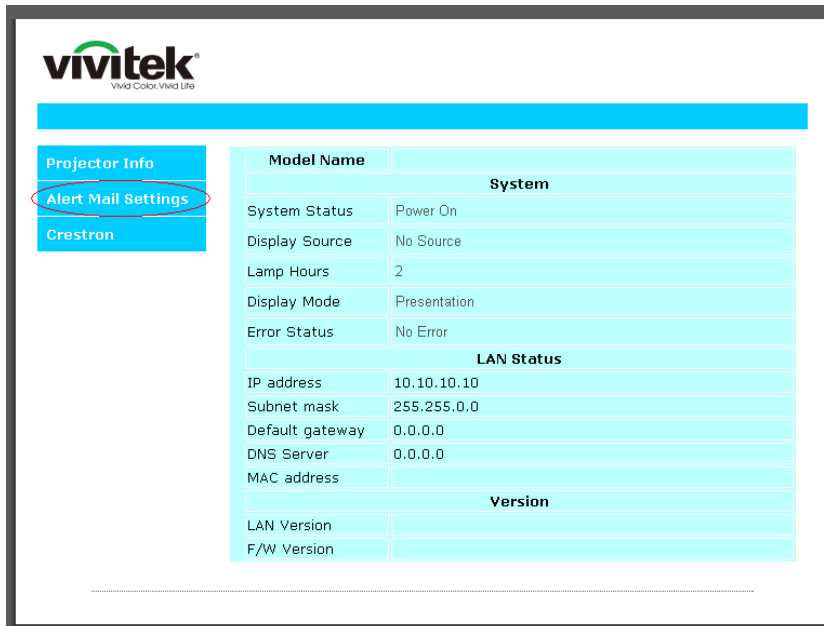 vivitek®
Vivid Color. Vivid Life
Projector Info
Alert Mail Settings
Crestron
Model Name
System
System Status Power On
Display Source No Source
Lamp Hours 2
Display Mode Presentation
Error Status No Error
LAN Status
IP address 10.10.10.10
Subnet mask 255.255.0.0
Default gateway 0.0.0.0
DNS Server 0.0.0.0
MAC address
Version
LAN Version
F/W Version